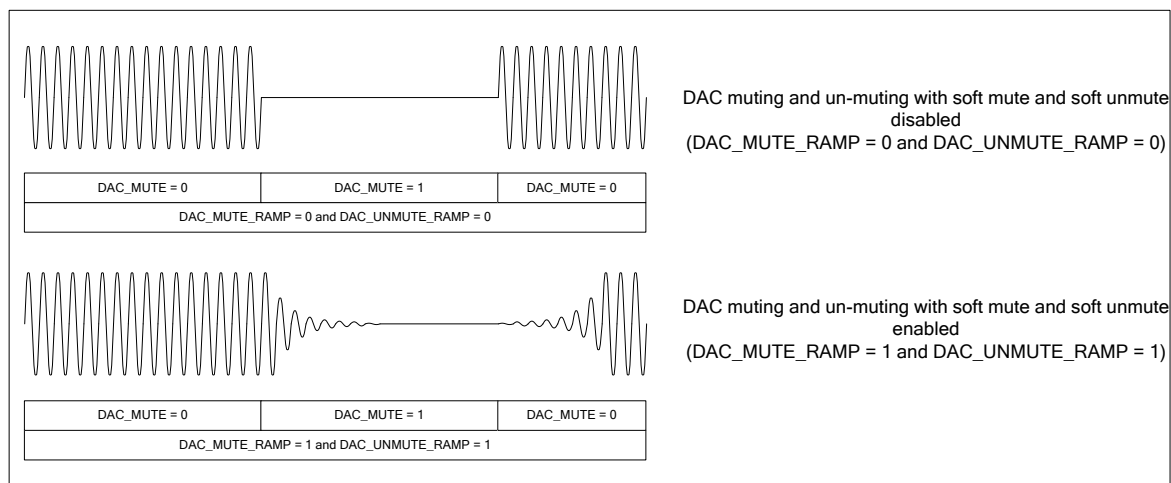 DAC muting and un-muting with soft mute and soft unmute
disabled
(DAC_MUTE_RAMP = 0 and DAC_UNMUTE_RAMP = 0)
DAC_MUTE = 0
DAC_MUTE = 1
DAC_MUTE = 0
DAC_MUTE_RAMP = 0 and DAC_UNMUTE_RAMP = 0
DAC muting and un-muting with soft mute and soft unmute
enabled
(DAC_MUTE_RAMP = 1 and DAC_UNMUTE_RAMP = 1)
DAC_MUTE = 0
DAC_MUTE = 1
DAC_MUTE = 0
DAC_MUTE_RAMP = 1 and DAC_UNMUTE_RAMP = 1